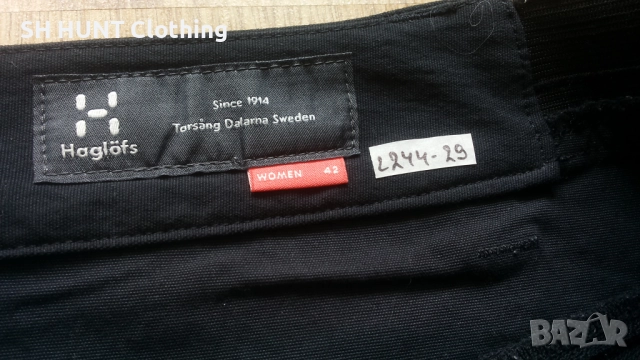 SH HUNT Clothing
Haglöfs
Since 1914
Torsång Dalarna Sweden
WOMEN 42
2244-29
BAZAR